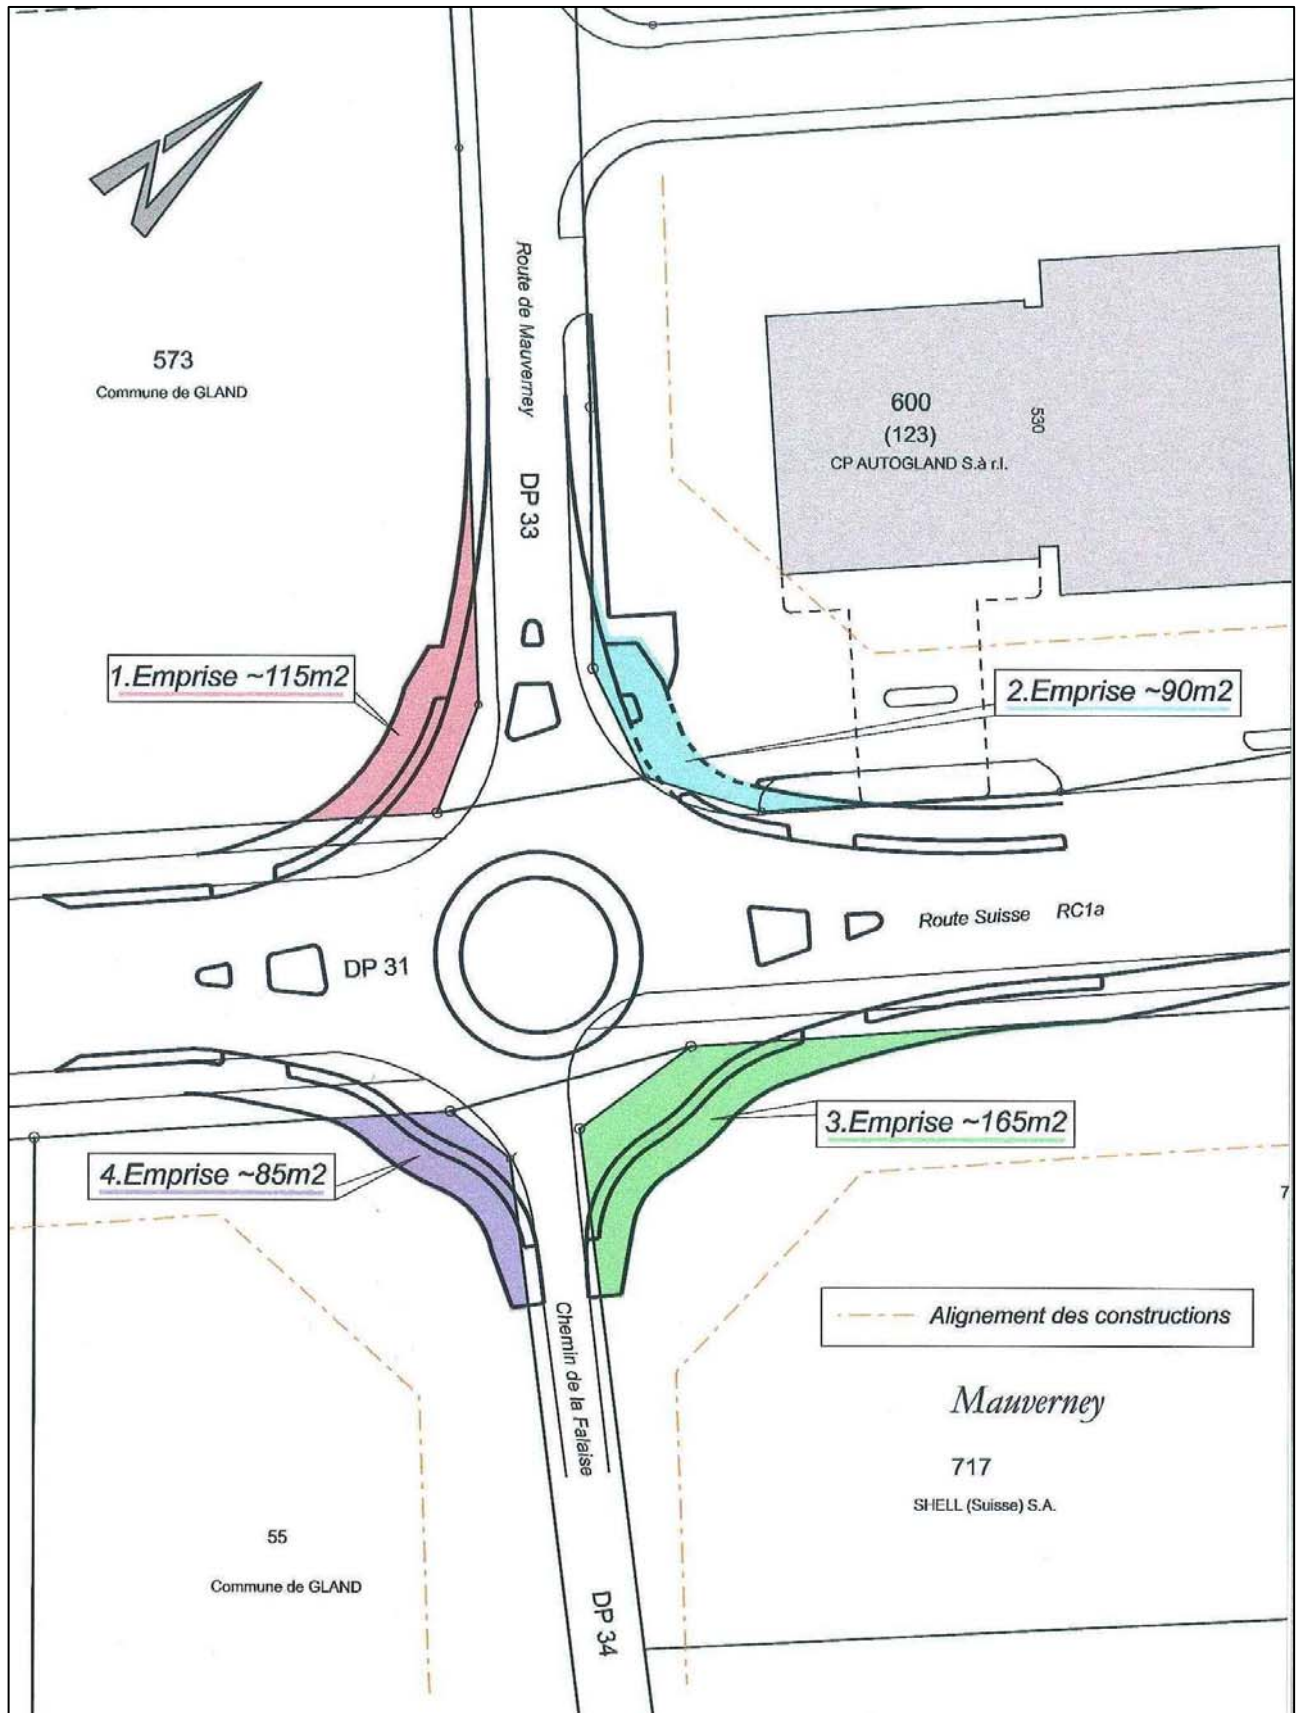 Route de Mauverney
573
Commune de GLAND
600
(123)
CP AUTOGLAND S.à r.l.
530
DP 33
1.Emprise ~115m2
2.Emprise ~90m2
Route Suisse RC1a
DP 31
3.Emprise ~165m2
4.Emprise ~85m2
7
Alignement des constructions
Chemin de la Falaise
Mauverney
717
SHELL (Suisse) S.A.
55
Commune de GLAND
DP 34